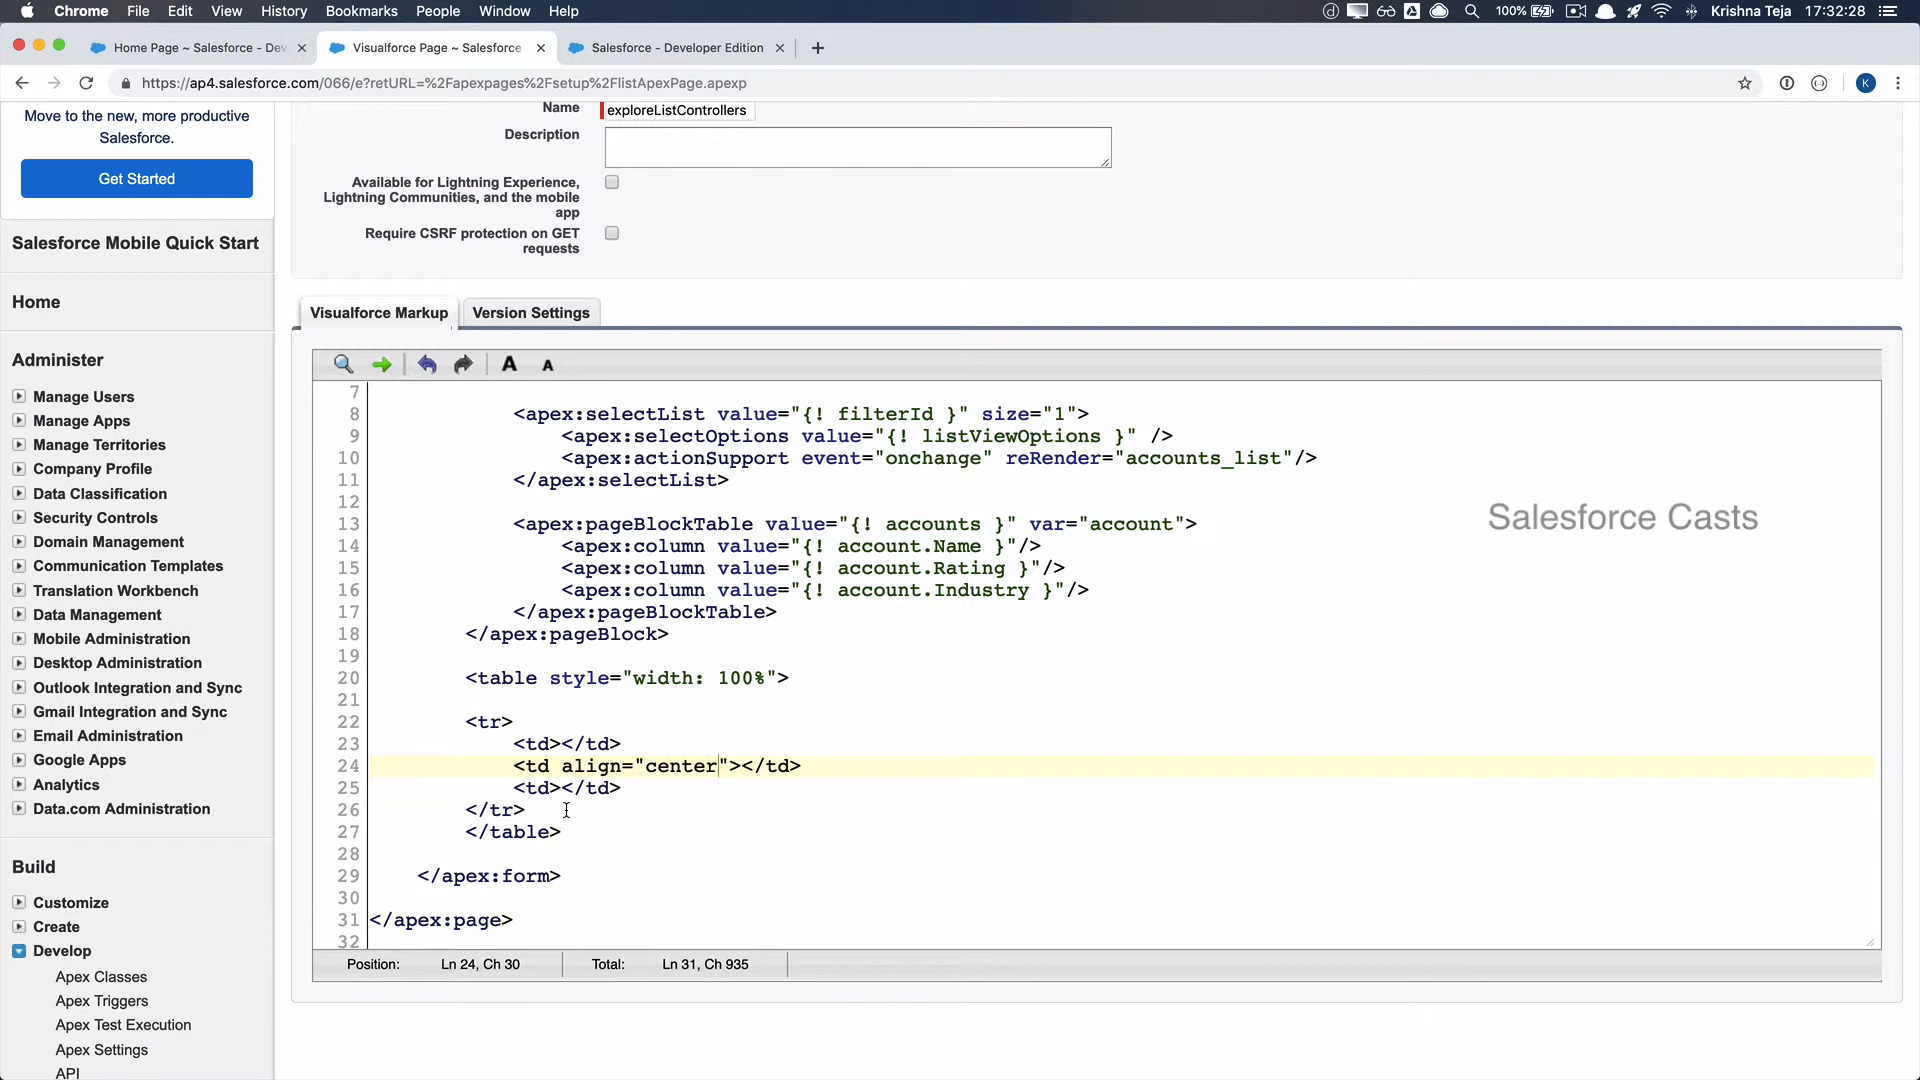 Chrome File Edit View History Bookmarks People Window Help 100% Krishna Teja 17:32:28
Home Page ~ Salesforce - Dev
Visualforce Page ~ Salesforce
Salesforce - Developer Edition
https://ap4.salesforce.com/066/e?retURL=%2Fapexpages%2Fsetup%2FlistApexPage.apexp
K
Move to the new, more productive
Salesforce.
Get Started
Salesforce Mobile Quick Start
Home
Administer
Manage Users
Manage Apps
Manage Territories
Company Profile
Data Classification
Security Controls
Domain Management
Communication Templates
Translation Workbench
Data Management
Mobile Administration
Desktop Administration
Outlook Integration and Sync
Gmail Integration and Sync
Email Administration
Google Apps
Analytics
Data.com Administration
Build
Customize
Create
Develop
Apex Classes
Apex Triggers
Apex Test Execution
Apex Settings
API
Name exploreListControllers
Description
Available for Lightning Experience,
Lightning Communities, and the mobile
app
Require CSRF protection on GET
requests
Visualforce Markup Version Settings
A A
7
8 <apex:selectList value="{! filterId }" size="1">
9 <apex:selectOptions value="{! listViewOptions }" />
10 <apex:actionSupport event="onchange" reRender="accounts_list"/>
11 </apex:selectList>
12
13 <apex:pageBlockTable value="{! accounts }" var="account">
14 <apex:column value="{! account.Name }"/>
15 <apex:column value="{! account.Rating }"/>
16 <apex:column value="{! account.Industry }"/>
17 </apex:pageBlockTable>
18 </apex:pageBlock>
19
20 <table style="width: 100%">
21
22 <tr>
23 <td></td>
24 <td align="center"></td>
25 <td></td>
26 </tr>
27 </table>
28
29 </apex:form>
30
31 </apex:page>
32
Salesforce Casts
Position: Ln 24, Ch 30 Total: Ln 31, Ch 935